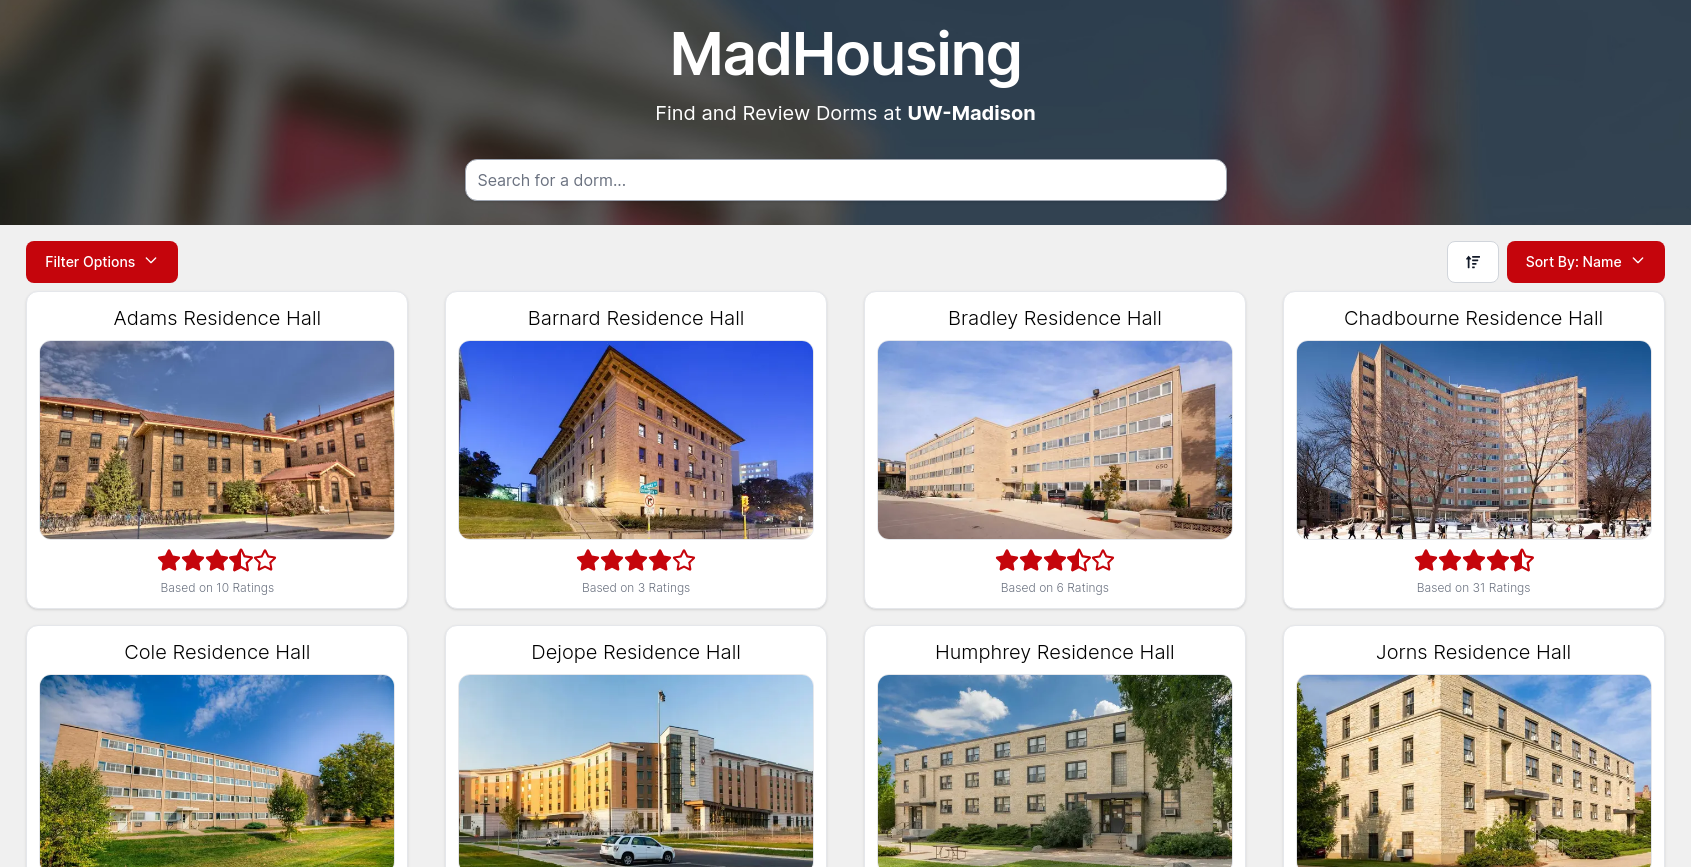 MadHousing
Find and Review Dorms at UW-Madison
Search for a dorm...
Filter Options
Sort By: Name
Adams Residence Hall
Barnard Residence Hall
Bradley Residence Hall
Chadbourne Residence Hall
650
Based on 10 Ratings
Based on 3 Ratings
Based on 6 Ratings
Based on 31 Ratings
Cole Residence Hall
Dejope Residence Hall
Humphrey Residence Hall
Jorns Residence Hall